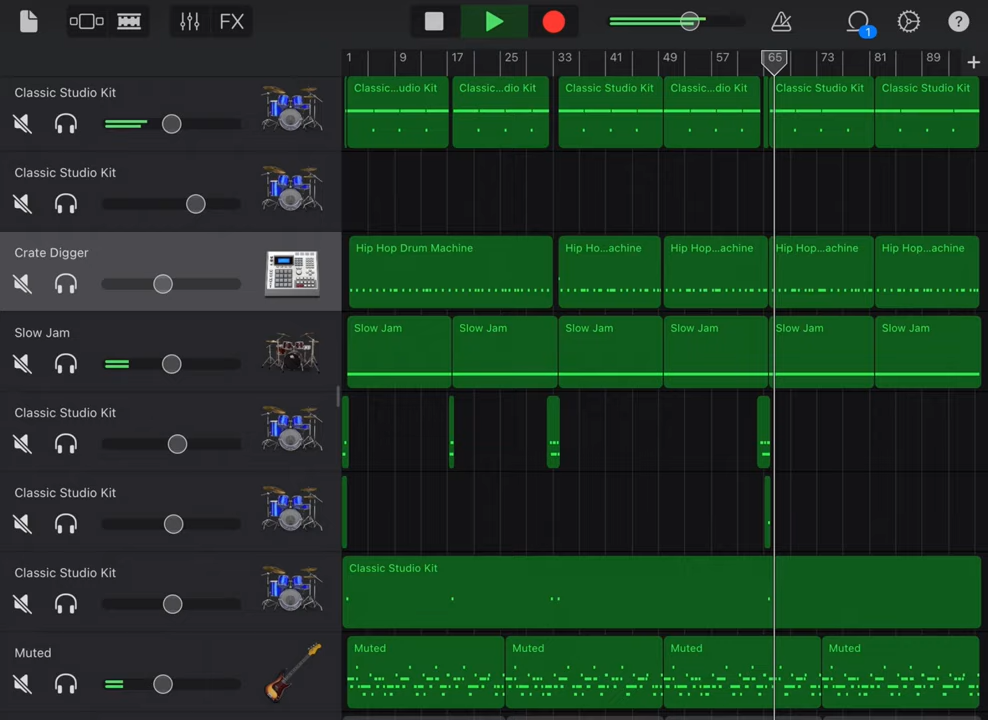 FX
1
?
1 9 17 25 33 41 49 57 65 73 81 89 +
Classic Studio Kit
Classic...udio Kit Classic...dio Kit Classic Studio Kit Classic...dio Kit Classic Studio Kit Classic Studio Kit
Classic Studio Kit
Crate Digger
Hip Hop Drum Machine Hip Ho...achine Hip Hop...achine Hip Hop...achine Hip Hop...achine
Slow Jam
Slow Jam Slow Jam Slow Jam Slow Jam Slow Jam Slow Jam
Classic Studio Kit
Classic Studio Kit
Classic Studio Kit
Classic Studio Kit
Muted
Muted Muted Muted Muted